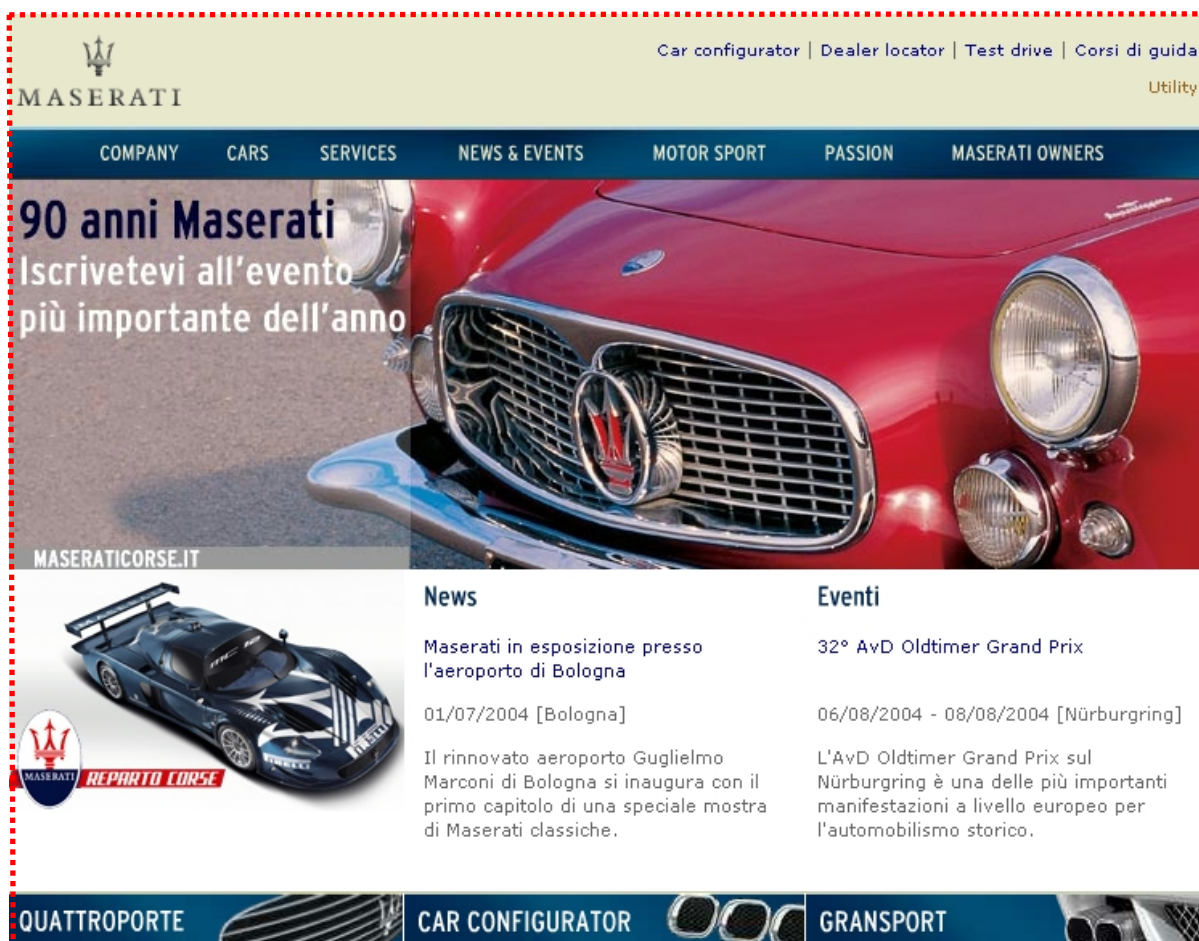 MASERATI
Car configurator | Dealer locator | Test drive | Corsi di guida
Utility
COMPANY CARS SERVICES NEWS & EVENTS MOTOR SPORT PASSION MASERATI OWNERS
90 anni Maserati
Iscrivetevi all'evento
più importante dell'anno
MASERATICORSE.IT
MASERATI
REPARTO CORSE
PIRELLI
News
Maserati in esposizione presso
l'aeroporto di Bologna
01/07/2004 [Bologna]
Il rinnovato aeroporto Guglielmo
Marconi di Bologna si inaugura con il
primo capitolo di una speciale mostra
di Maserati classiche.
Eventi
32° AvD Oldtimer Grand Prix
06/08/2004 - 08/08/2004 [Nürburgring]
L'AvD Oldtimer Grand Prix sul
Nürburgring è una delle più importanti
manifestazioni a livello europeo per
l'automobilismo storico.
QUATTROPORTE
CAR CONFIGURATOR
GRANSPORT